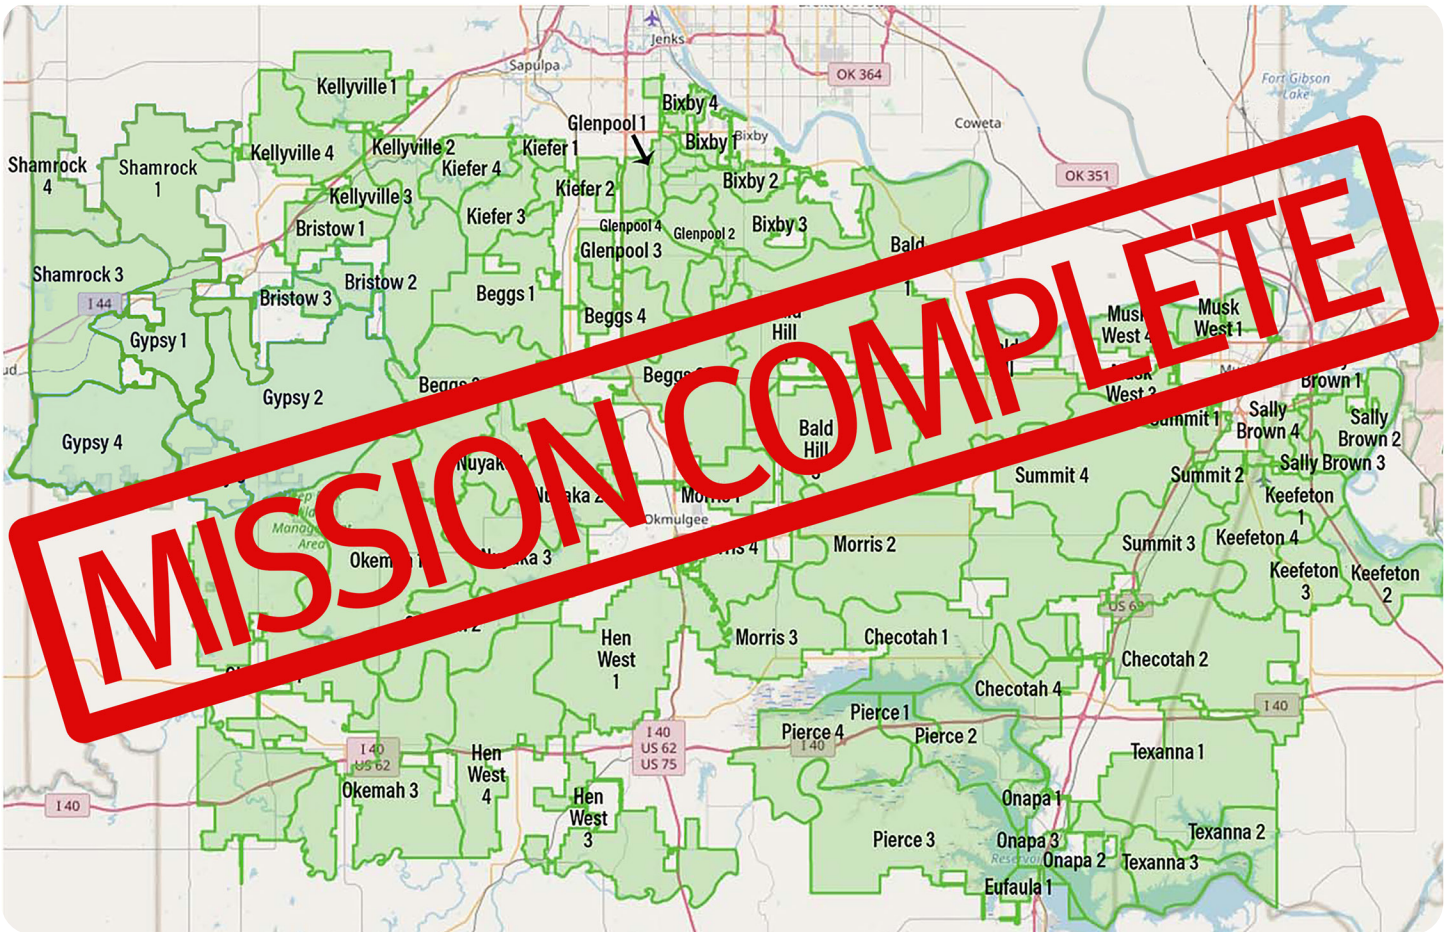 Jenks
Sapulpa
OK 364
Fort Gibson
Lake
Kellyville 1
Bixby 4
Glenpool 1
Coweta
Bixby
Bixby 1
Kellyville 4
Kellyville 2
Kiefer 1
Shamrock
4
Shamrock
1
Kiefer 4
OK 351
Bixby 2
Kiefer 2
Kellyville 3
Kiefer 3
Bristow 1
Glenpool 4
Glenpool 2
Bixby 3
Glenpool 3
Bald
1
Shamrock 3
Bristow 2
Bristow 3
Beggs 1
I 44
Beggs 4
Hill
Musk
West 4
Musk
West 1
Gypsy 1
Beggs
Beggs
West 3
Brown 1
Gypsy 2
Sally
Brown 4
Sally
Brown 2
Summit 1
Gypsy 4
Bald
Hill
Sally Brown 3
Summit 4
Summit 2
MISSION COMPLETE
Keefeton
1
Okmulgee
Area
Morris 2
Summit 3
Keefeton 4
Keefeton
3
Keefeton
2
US 69
Hen
West
1
Morris 3
Checotah 1
Checotah 2
Checotah 4
I 40
Pierce 1
Pierce 4
Pierce 2
I 40
I 40
US 62
US 75
I 40
US 62
Hen
West
4
Texanna 1
Okemah 3
I 40
Hen
West
3
Onapa 1
Pierce 3
Onapa 3
Texanna 2
Onapa 2
Texanna 3
Eufaula 1